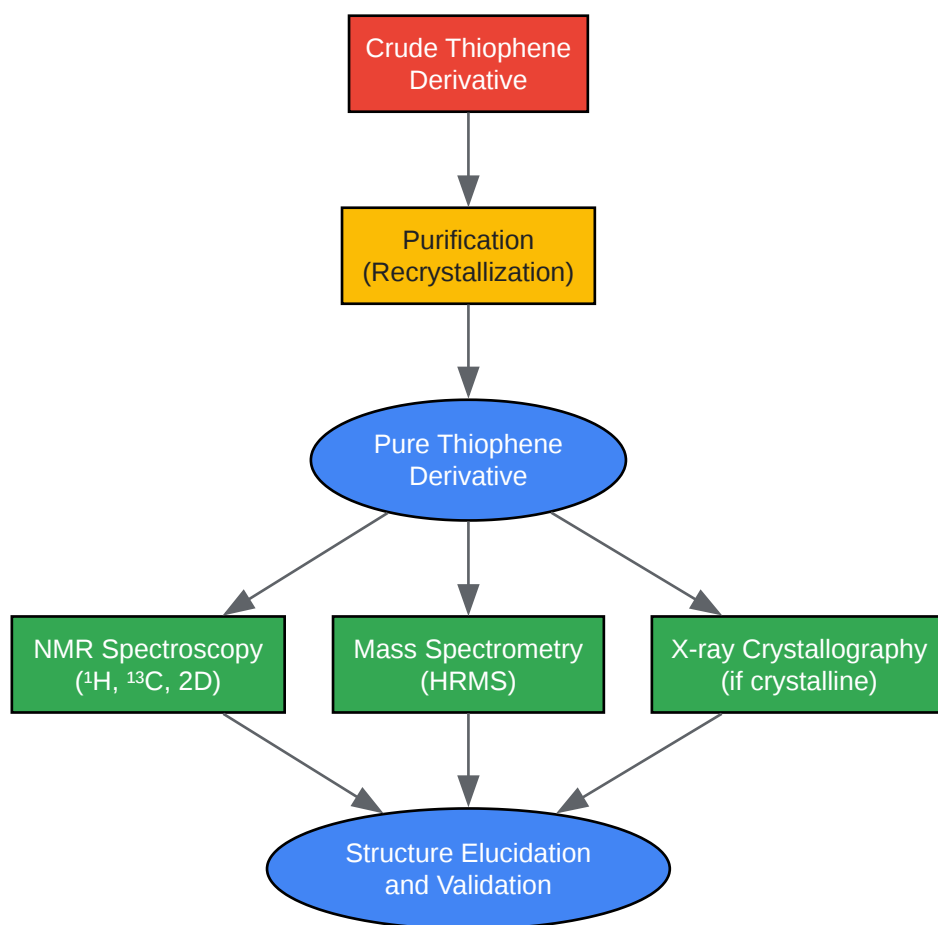 Crude Thiophene
Derivative
Purification
(Recrystallization)
Pure Thiophene
Derivative
NMR Spectroscopy
(¹H, ¹³C, 2D)
Mass Spectrometry
(HRMS)
X-ray Crystallography
(if crystalline)
Structure Elucidation
and Validation